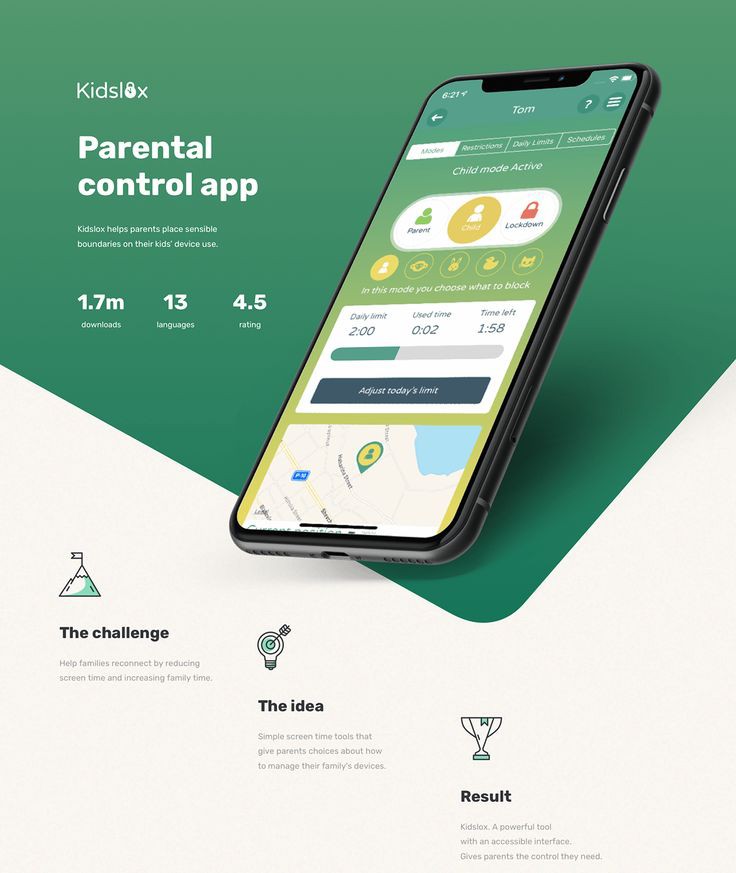 Kidslox
Parental
control app
Kidslox helps parents place sensible
boundaries on their kids' device use.
1.7m
downloads
13
languages
4.5
rating
6:21
Tom
?
Modes
Restrictions
Daily Limits
Schedules
Child mode Active
Parent
Child
Lockdown
In this mode you choose what to block
Daily limit
2:00
Used time
0:02
Time left
1:58
Adjust today's limit
P 10
Street
Current position
The challenge
Help families reconnect by reducing
screen time and increasing family time.
The idea
Simple screen time tools that
give parents choices about how
to manage their family's devices.
Result
Kidslox. A powerful tool
with an accessible interface.
Gives parents the control they need.